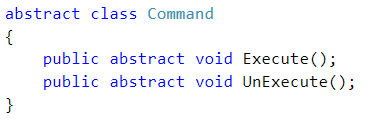 abstract class Command
{
    public abstract void Execute();
    public abstract void UnExecute();
}